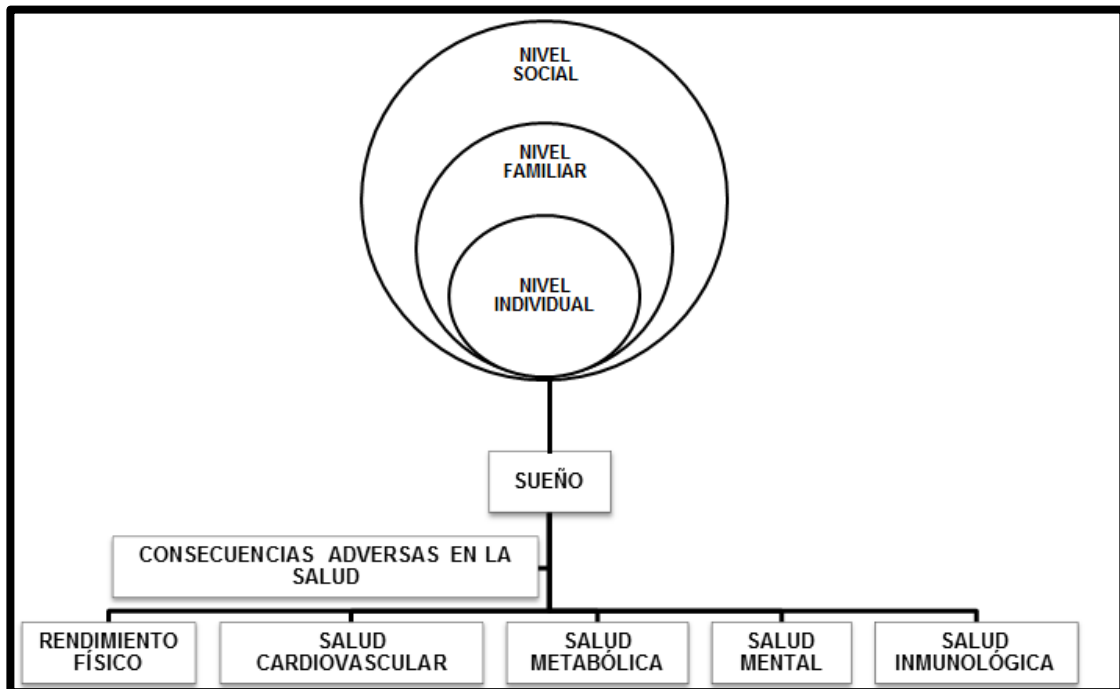 NIVEL
SOCIAL
NIVEL
FAMILIAR
NIVEL
INDIVIDUAL
SUEÑO
CONSECUENCIAS ADVERSAS EN LA
SALUD
RENDIMIENTO
FÍSICO
SALUD
CARDIOVASCULAR
SALUD
METABÓLICA
SALUD
MENTAL
SALUD
INMUNOLÓGICA